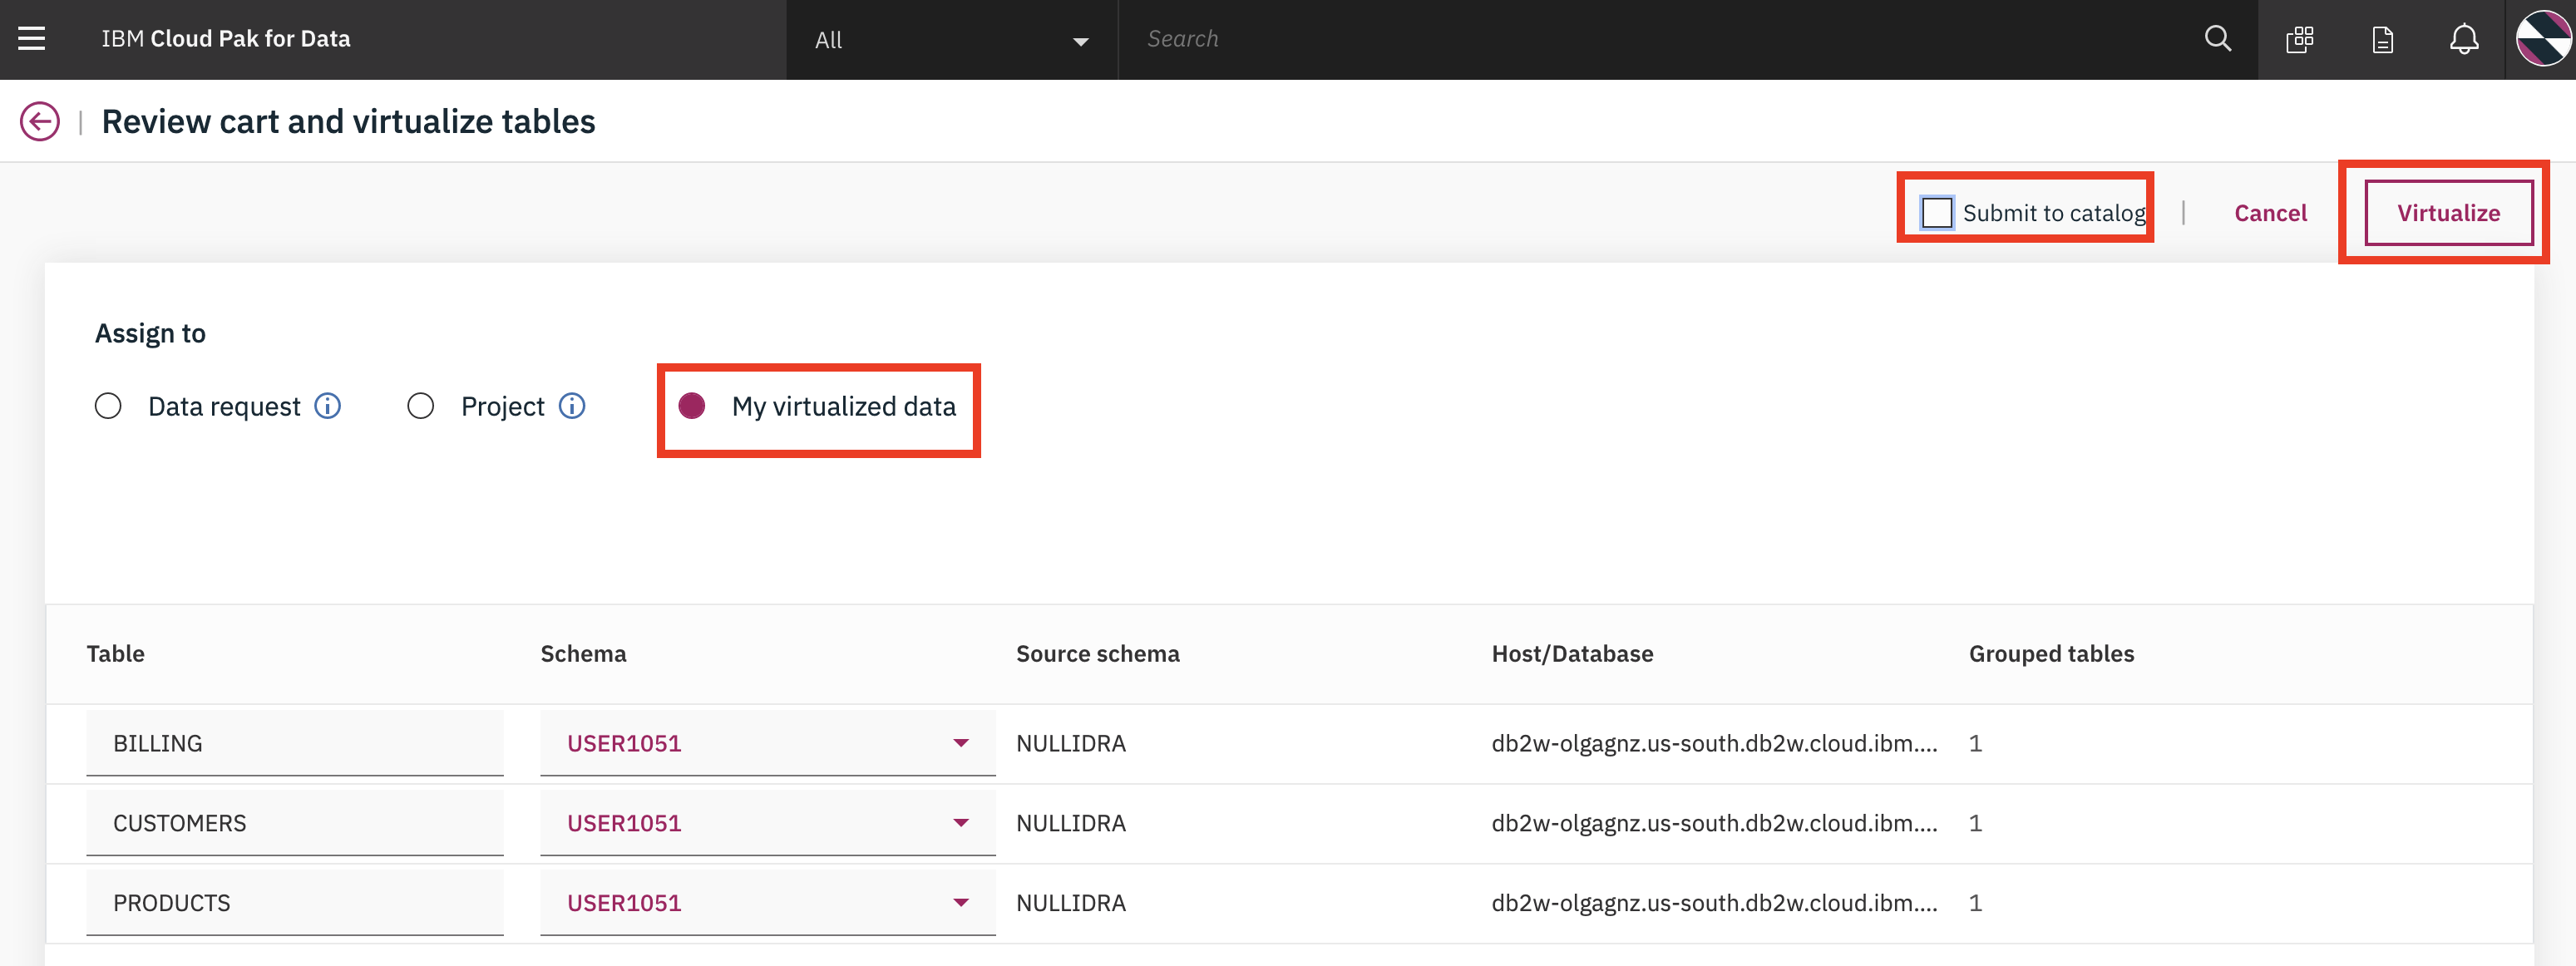 IBM Cloud Pak for Data All Search
Review cart and virtualize tables
Submit to catalog | Cancel Virtualize
Assign to
Data request Project My virtualized data
Table Schema Source schema Host/Database Grouped tables
BILLING USER1051 NULLIDRA db2w-olgagnz.us-south.db2w.cloud.ibm.... 1
CUSTOMERS USER1051 NULLIDRA db2w-olgagnz.us-south.db2w.cloud.ibm.... 1
PRODUCTS USER1051 NULLIDRA db2w-olgagnz.us-south.db2w.cloud.ibm.... 1